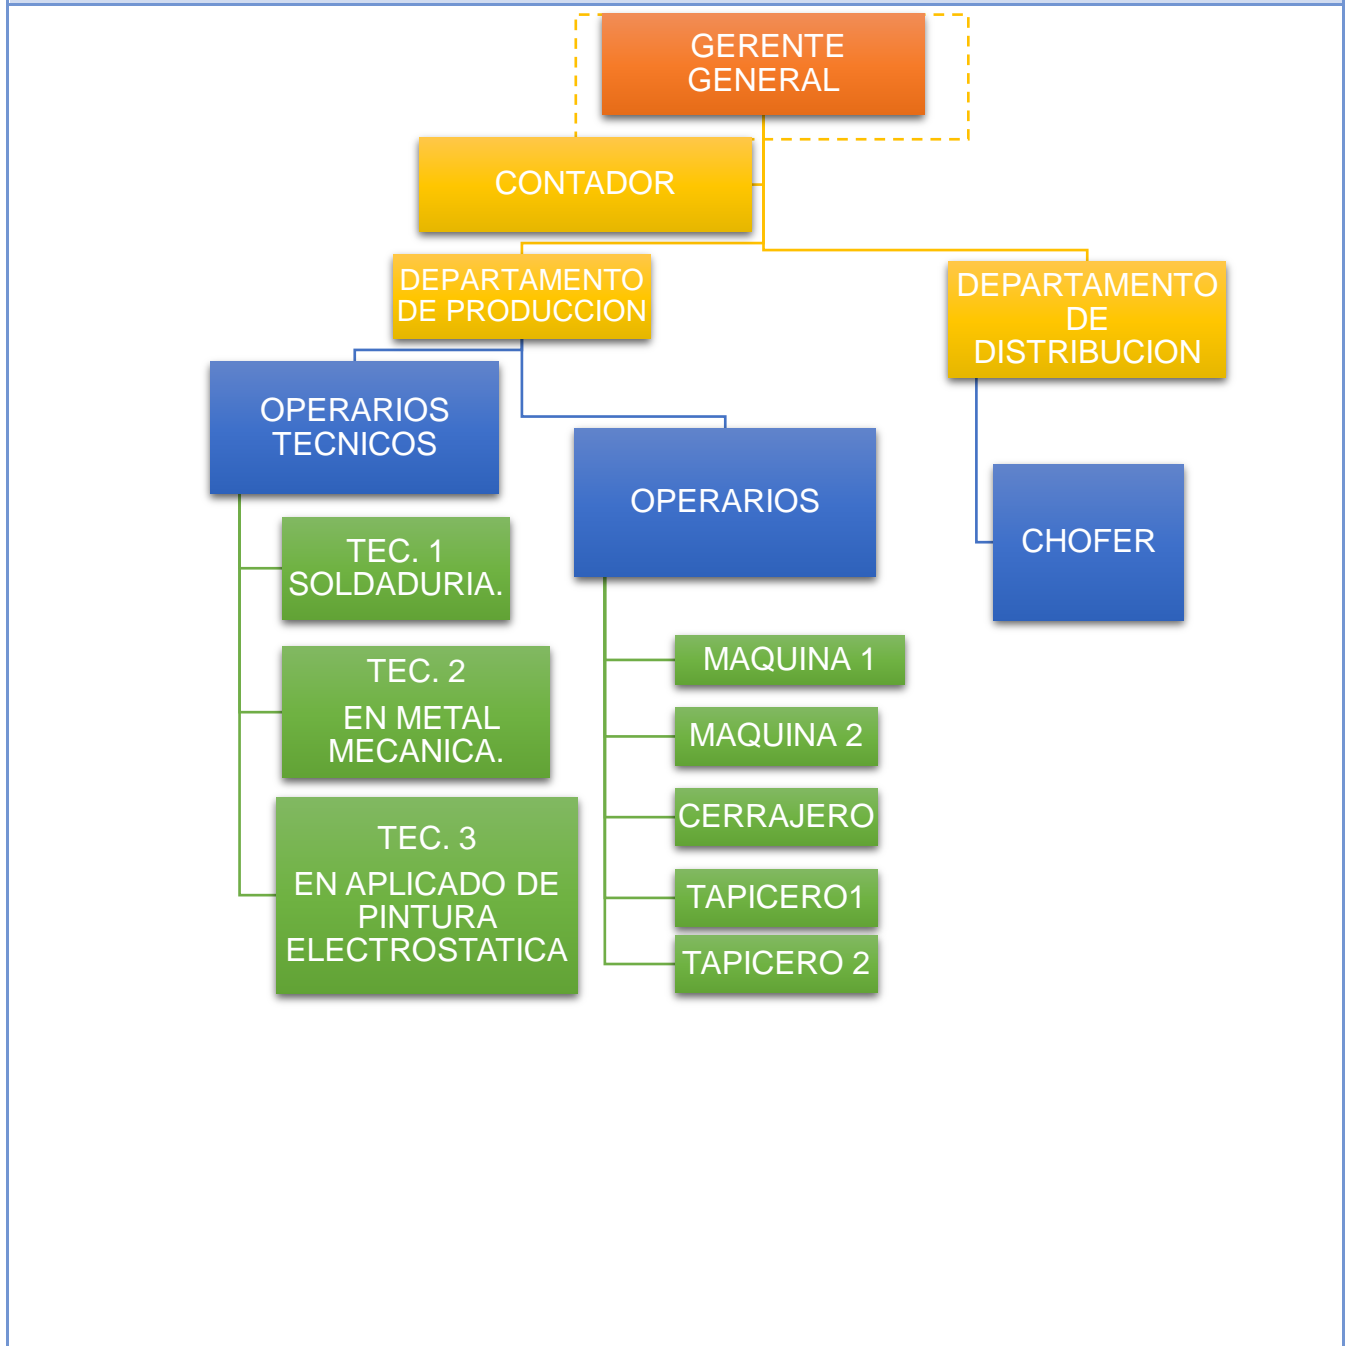 GERENTE
GENERAL
CONTADOR
DEPARTAMENTO
DE PRODUCCION
DEPARTAMENTO
DE
DISTRIBUCION
OPERARIOS
TECNICOS
OPERARIOS
CHOFER
TEC. 1
SOLDADURIA.
TEC. 2
EN METAL
MECANICA.
TEC. 3
EN APLICADO DE
PINTURA
ELECTROSTATICA
MAQUINA 1
MAQUINA 2
CERRAJERO
TAPICERO1
TAPICERO 2